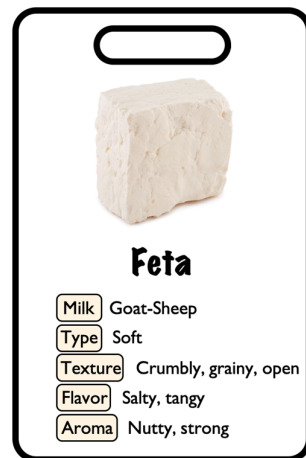 Feta
Milk Goat-Sheep
Type Soft
Texture Crumbly, grainy, open
Flavor Salty, tangy
Aroma Nutty, strong